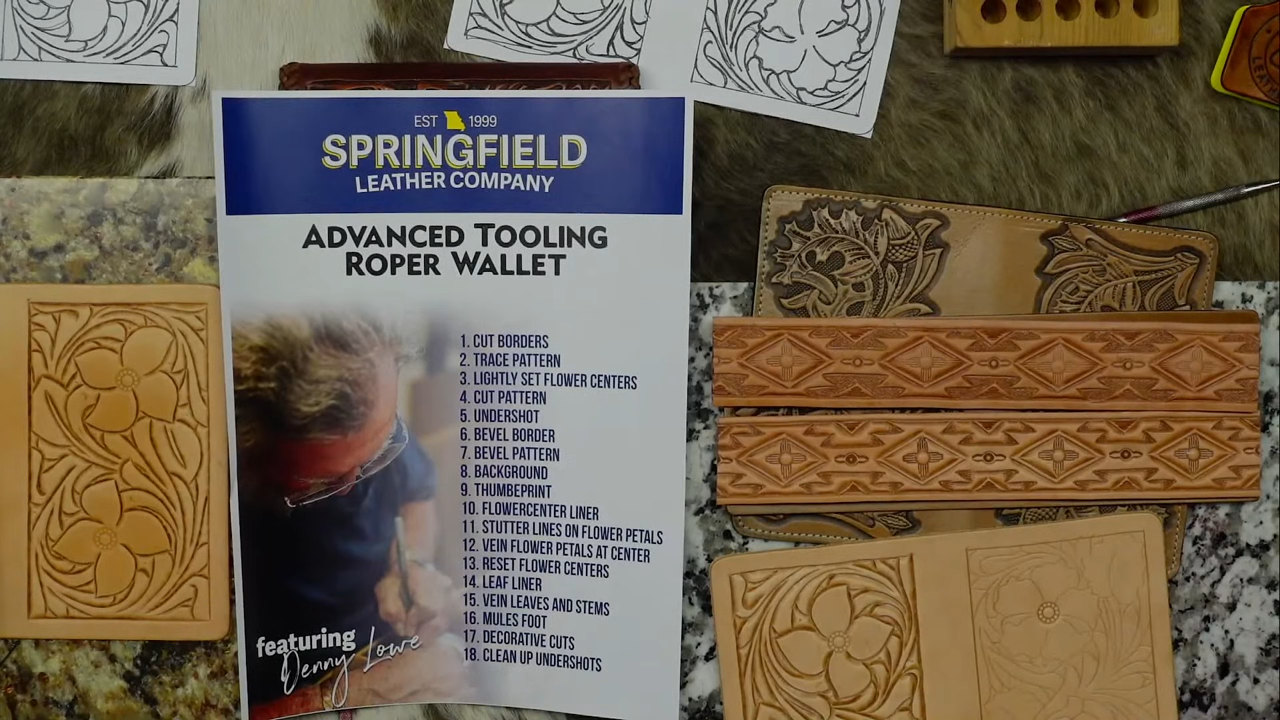 EST 1999
SPRINGFIELD
LEATHER COMPANY
ADVANCED TOOLING
ROPER WALLET
1. CUT BORDERS
2. TRACE PATTERN
3. LIGHTLY SET FLOWER CENTERS
4. CUT PATTERN
5. UNDERSHOT
6. BEVEL BORDER
7. BEVEL PATTERN
8. BACKGROUND
9. THUMBEPRINT
10. FLOWERCENTER LINER
11. STUTTER LINES ON FLOWER PETALS
12. VEIN FLOWER PETALS AT CENTER
13. RESET FLOWER CENTERS
14. LEAF LINER
15. VEIN LEAVES AND STEMS
16. MULES FOOT
17. DECORATIVE CUTS
18. CLEAN UP UNDERSHOTS
featuring
Denny Lowe